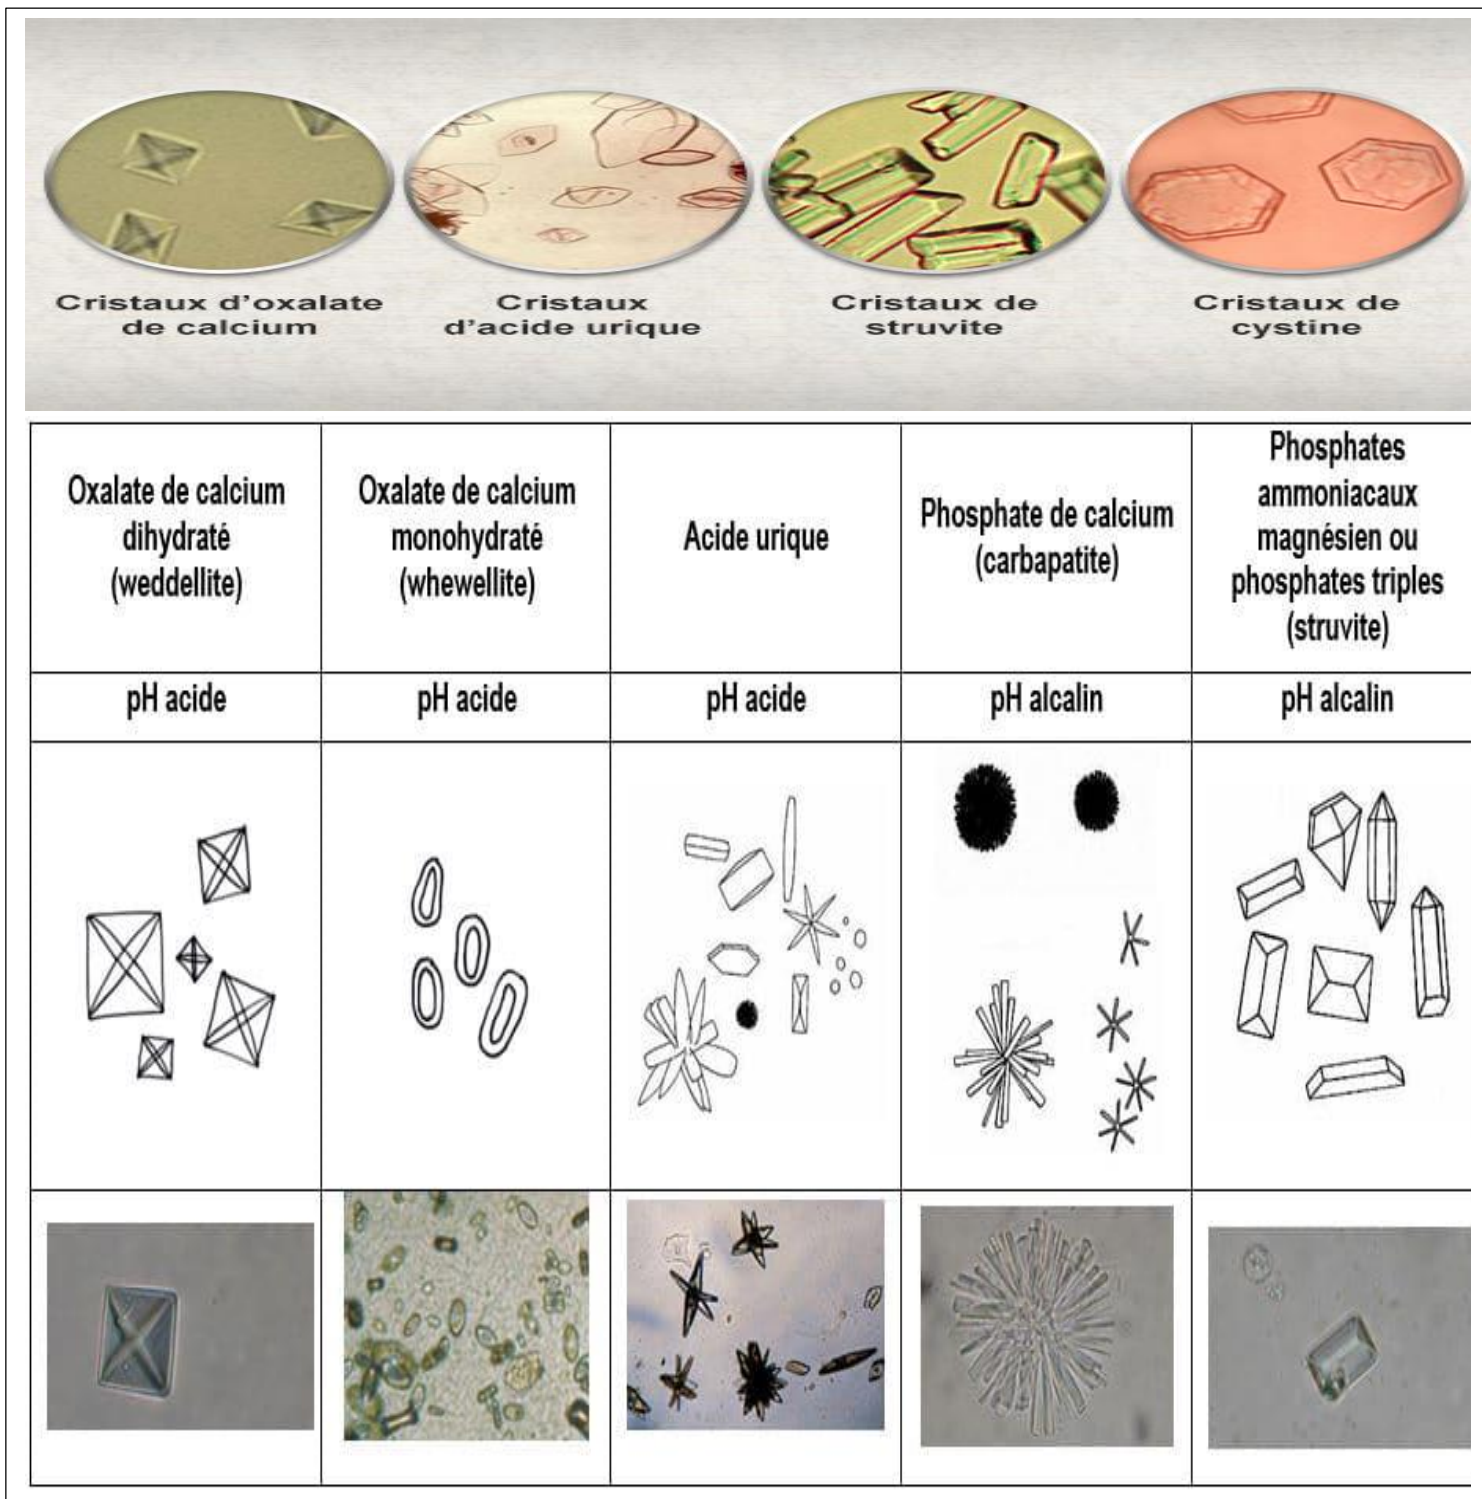 Cristaux d'oxalate
de calcium
Cristaux
d'acide urique
Cristaux de
struvite
Cristaux de
cystine
Oxalate de calcium
dihydraté
(weddellite)
Oxalate de calcium
monohydraté
(whewellite)
Acide urique
Phosphate de calcium
(carbapatite)
Phosphates
ammoniacaux
magnésien ou
phosphates triples
(struvite)
pH acide
pH acide
pH acide
pH alcalin
pH alcalin